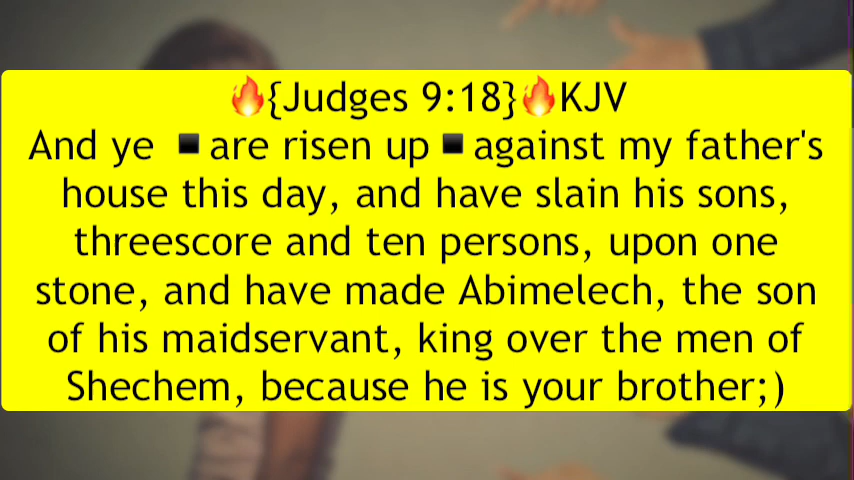 🔥{Judges 9:18}🔥KJV
And ye ▪️are risen up▪️against my father's
house this day, and have slain his sons,
threescore and ten persons, upon one
stone, and have made Abimelech, the son
of his maidservant, king over the men of
Shechem, because he is your brother;)